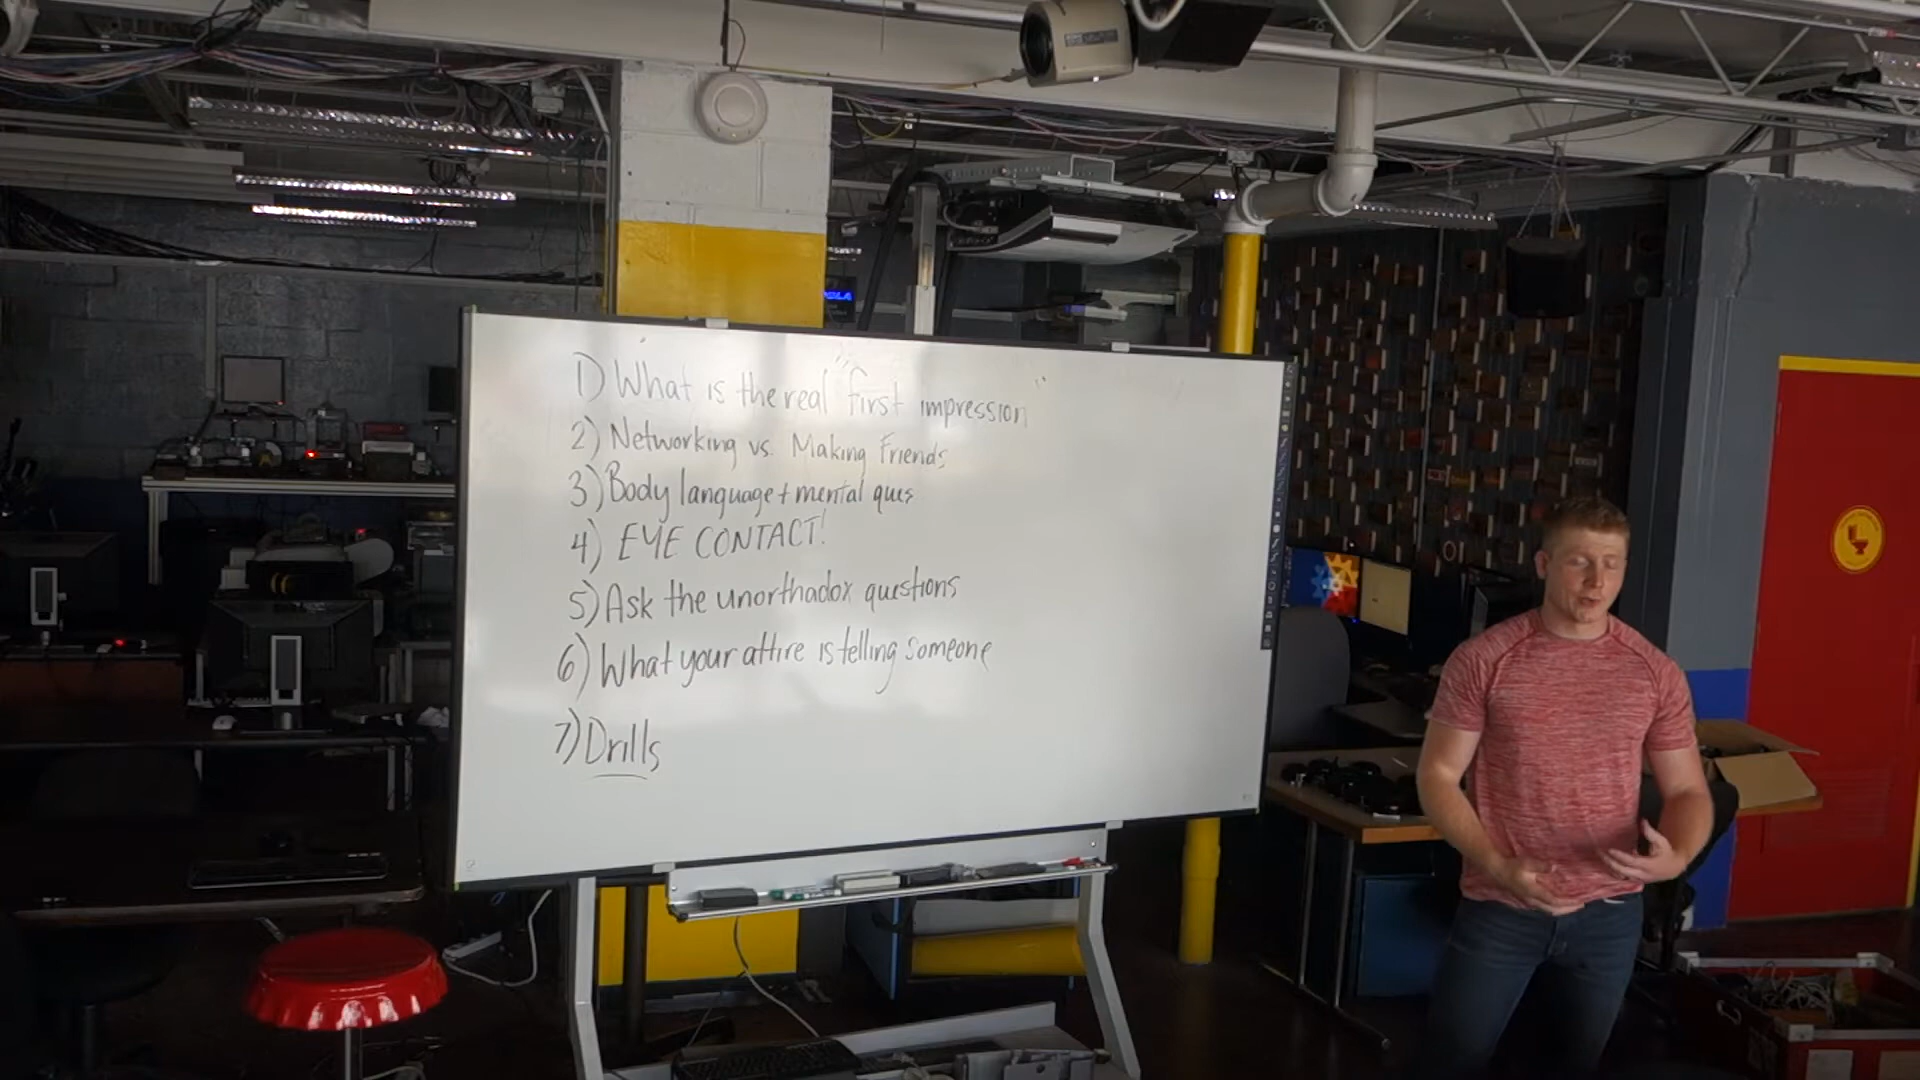 1) What is the real "first impression"
2) Networking vs. Making Friends
3) Body language + mental ques
4) EYE CONTACT!
5) Ask the unorthadox questions
6) What your attire is telling someone
7) Drills